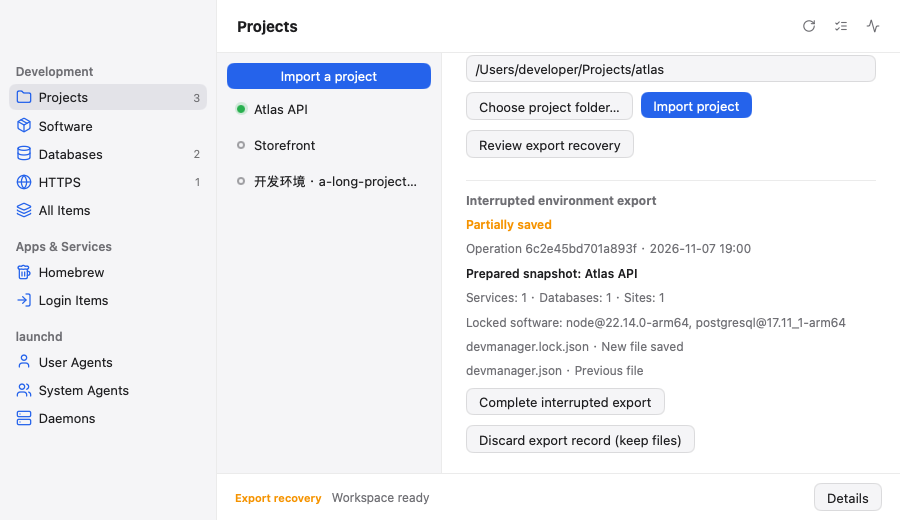 Projects
Development
Projects 3
Software
Databases 2
HTTPS 1
All Items
Apps & Services
Homebrew
Login Items
launchd
User Agents
System Agents
Daemons
Import a project
Atlas API
Storefront
开发环境 · a-long-project...
/Users/developer/Projects/atlas
Choose project folder...
Import project
Review export recovery
Interrupted environment export
Partially saved
Operation 6c2e45bd701a893f · 2026-11-07 19:00
Prepared snapshot: Atlas API
Services: 1 · Databases: 1 · Sites: 1
Locked software: node@22.14.0-arm64, postgresql@17.11_1-arm64
devmanager.lock.json · New file saved
devmanager.json · Previous file
Complete interrupted export
Discard export record (keep files)
Export recovery Workspace ready
Details